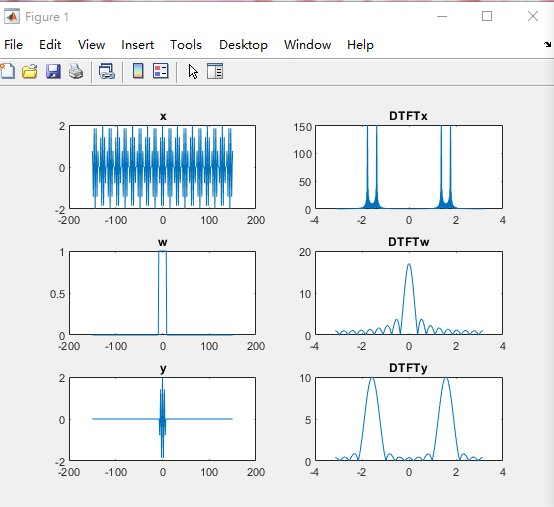 Figure 1
File Edit View Insert Tools Desktop Window Help
x DTFTx
2 150
0 100
50
-2 0
-200 -100 0 100 200 -4 -2 0 2 4
w DTFTw
1 20
0.5 10
0 0
-200 -100 0 100 200 -4 -2 0 2 4
y DTFTy
2 10
0 5
-2 0
-200 -100 0 100 200 -4 -2 0 2 4